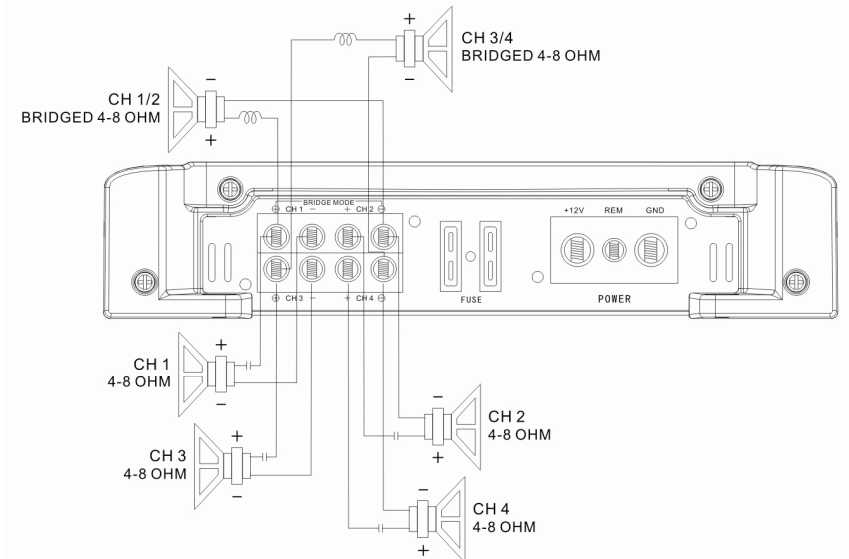 CH 3/4
BRIDGED 4-8 OHM
CH 1/2
BRIDGED 4-8 OHM
BRIDGE MODE
⊕ CH 1 − + CH 2 ⊖
+12V REM GND
⊕ CH 3 − + CH 4 ⊖
FUSE
POWER
CH 1
4-8 OHM
CH 2
4-8 OHM
CH 3
4-8 OHM
CH 4
4-8 OHM